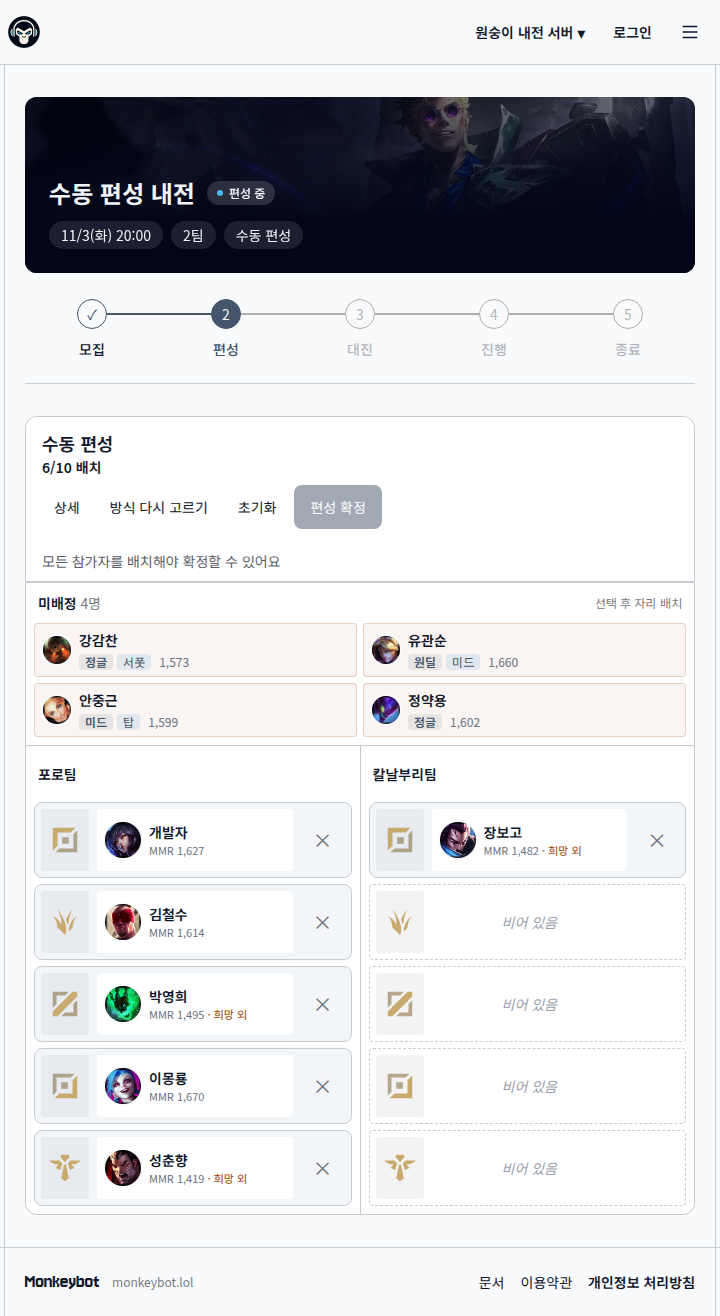 원숭이 내전 서버 ▼ 로그인
수동 편성 내전 편성 중
11/3(화) 20:00 2팀 수동 편성
✓ 2 3 4 5
모집 편성 대진 진행 종료
수동 편성
6/10 배치
상세 방식 다시 고르기 초기화 편성 확정
모든 참가자를 배치해야 확정할 수 있어요
미배정 4명 선택 후 자리 배치
강감찬
정글 서폿 1,573
유관순
원딜 미드 1,660
안중근
미드 탑 1,599
정약용
정글 1,602
포로팀
개발자
MMR 1,627
김철수
MMR 1,614
박영희
MMR 1,495 · 희망 외
이몽룡
MMR 1,670
성춘향
MMR 1,419 · 희망 외
칼날부리팀
장보고
MMR 1,482 · 희망 외
비어 있음
비어 있음
비어 있음
비어 있음
Monkeybot monkeybot.lol 문서 이용약관 개인정보 처리방침